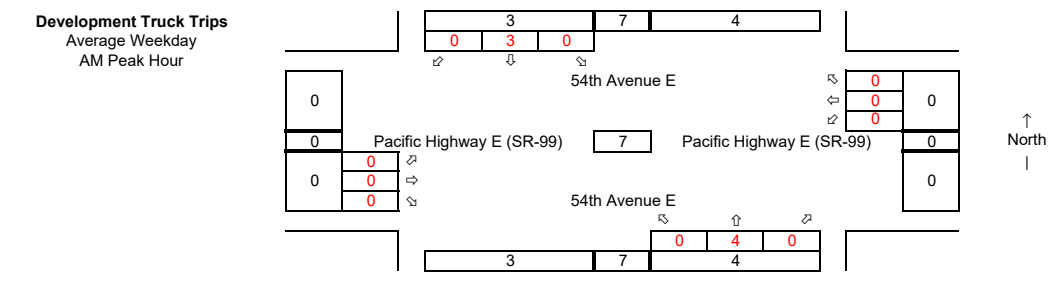 Development Truck Trips
Average Weekday
AM Peak Hour
3 7 4
0 3 0
⬃ ⇩ ⬂
54th Avenue E
⬁ 0
0 ⇦ 0 0
⬃ 0
0 Pacific Highway E (SR-99) 7 Pacific Highway E (SR-99) 0
↑
North
|
0 ⬀
0 0 ⇨ 0
0 ⬂
54th Avenue E
⬁ ⇧ ⬀
0 4 0
3 7 4